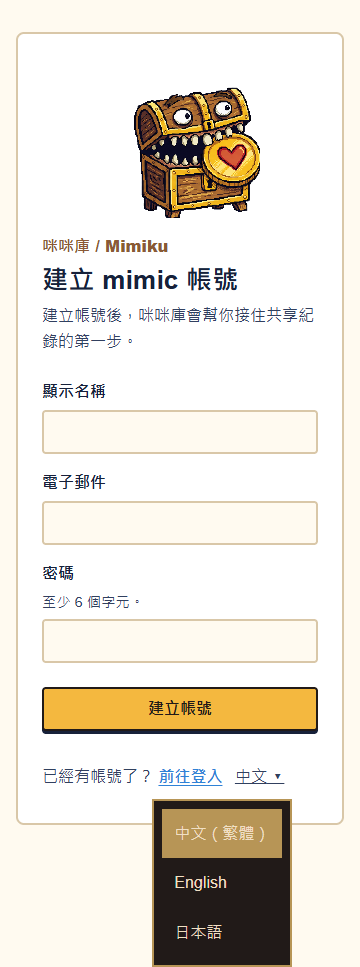 咪咪庫 / Mimiku
建立 mimic 帳號
建立帳號後，咪咪庫會幫你接住共享紀
錄的第一步。
顯示名稱
電子郵件
密碼
至少 6 個字元。
建立帳號
已經有帳號了？ 前往登入 中文 ▾
中文 ( 繁體 )
English
日本語